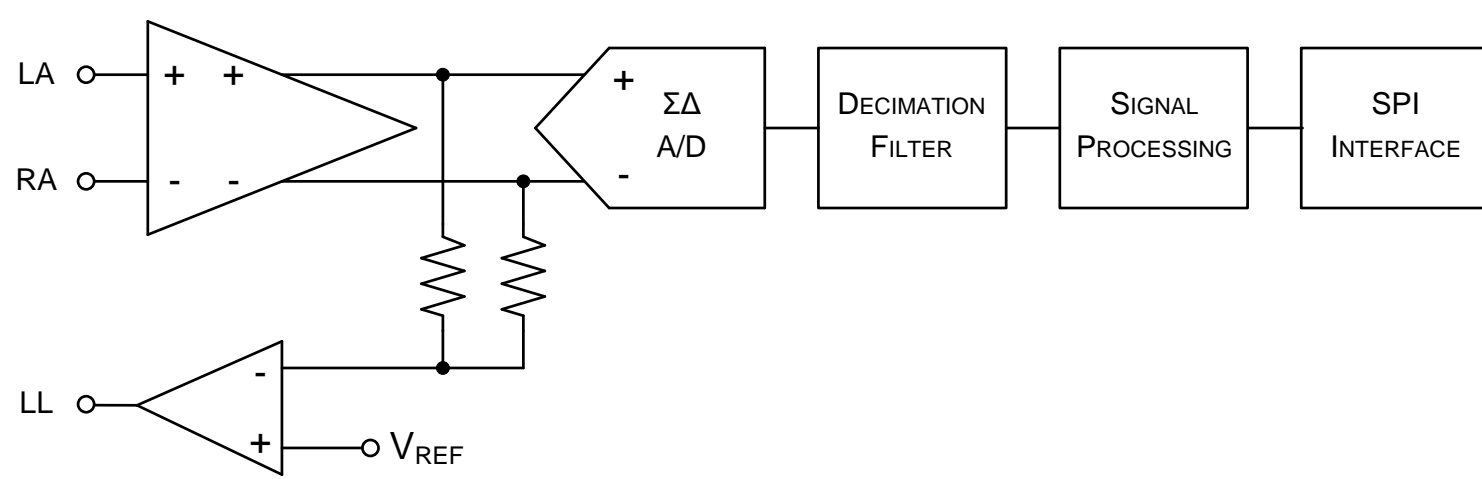 LA
+ +
RA
- -
+
ΣΔ
A/D
-
DECIMATION
FILTER
SIGNAL
PROCESSING
SPI
INTERFACE
LL
-
+
VREF